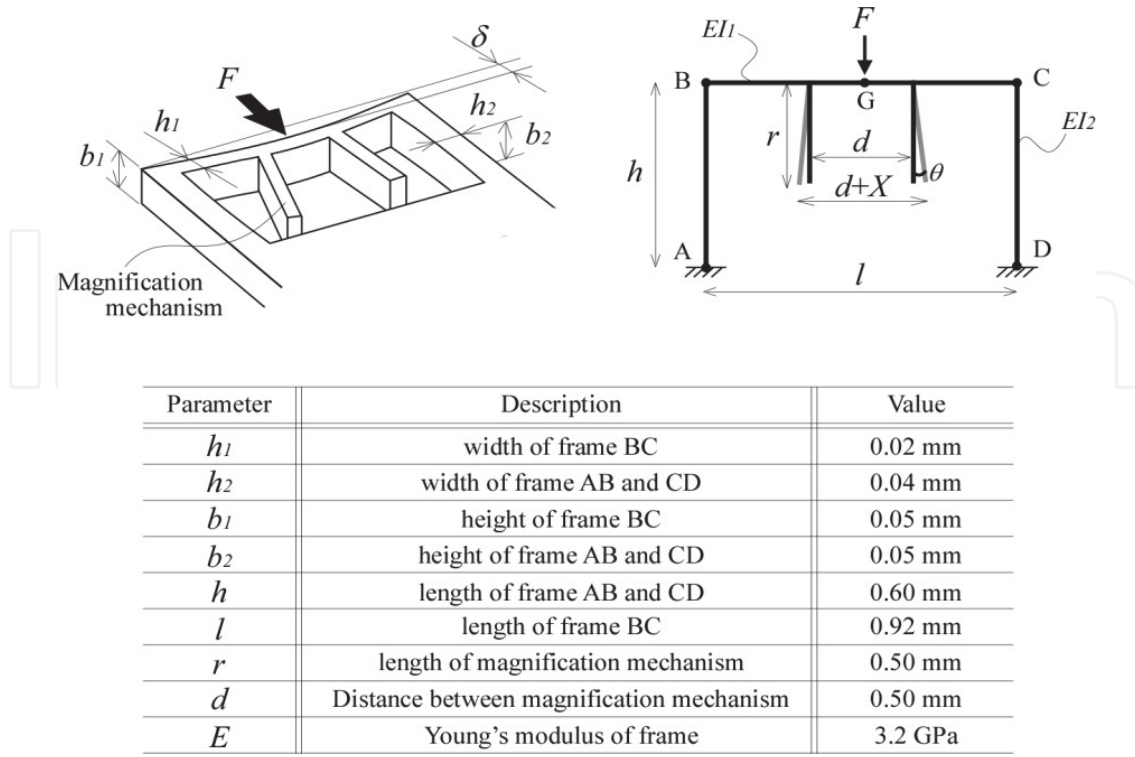 δ
F
h1
h2
b1
b2
Magnification
mechanism
F
EI1
B
C
G
EI2
r
d
h
θ
d+X
A
D
l
Parameter Description Value
h1 width of frame BC 0.02 mm
h2 width of frame AB and CD 0.04 mm
b1 height of frame BC 0.05 mm
b2 height of frame AB and CD 0.05 mm
h length of frame AB and CD 0.60 mm
l length of frame BC 0.92 mm
r length of magnification mechanism 0.50 mm
d Distance between magnification mechanism 0.50 mm
E Young's modulus of frame 3.2 GPa